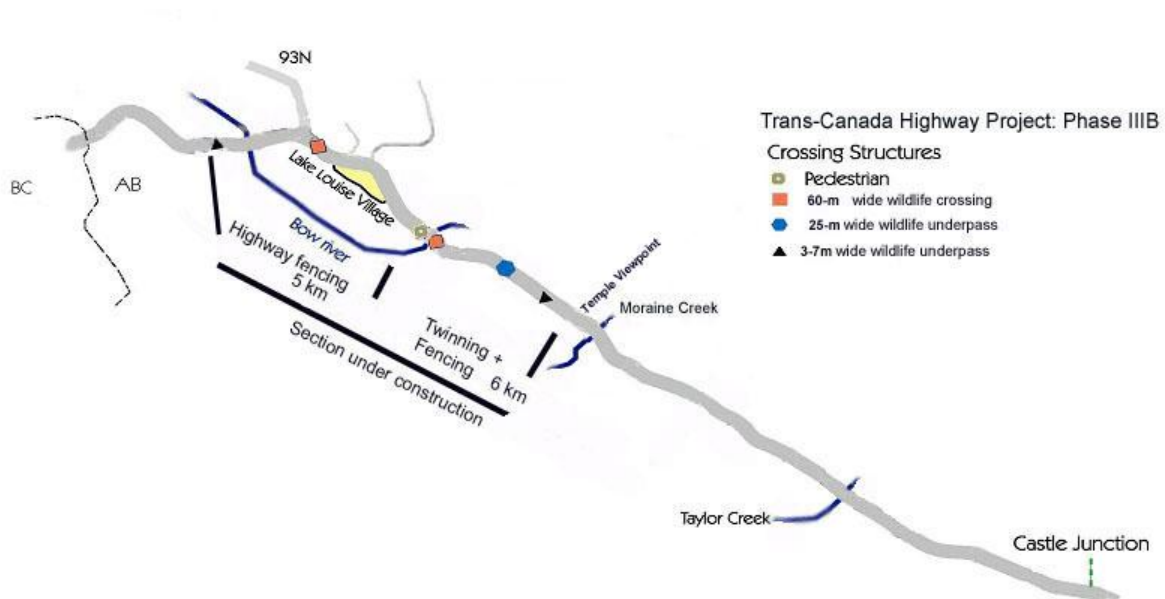 93N
Trans-Canada Highway Project: Phase IIIB
Crossing Structures
Pedestrian
60-m wide wildlife crossing
25-m wide wildlife underpass
3-7m wide wildlife underpass
BC
AB
Lake Louise Village
Bow river
Highway fencing
5 km
Temple Viewpoint
Moraine Creek
Twinning +
Fencing 6 km
Section under construction
Taylor Creek
Castle Junction